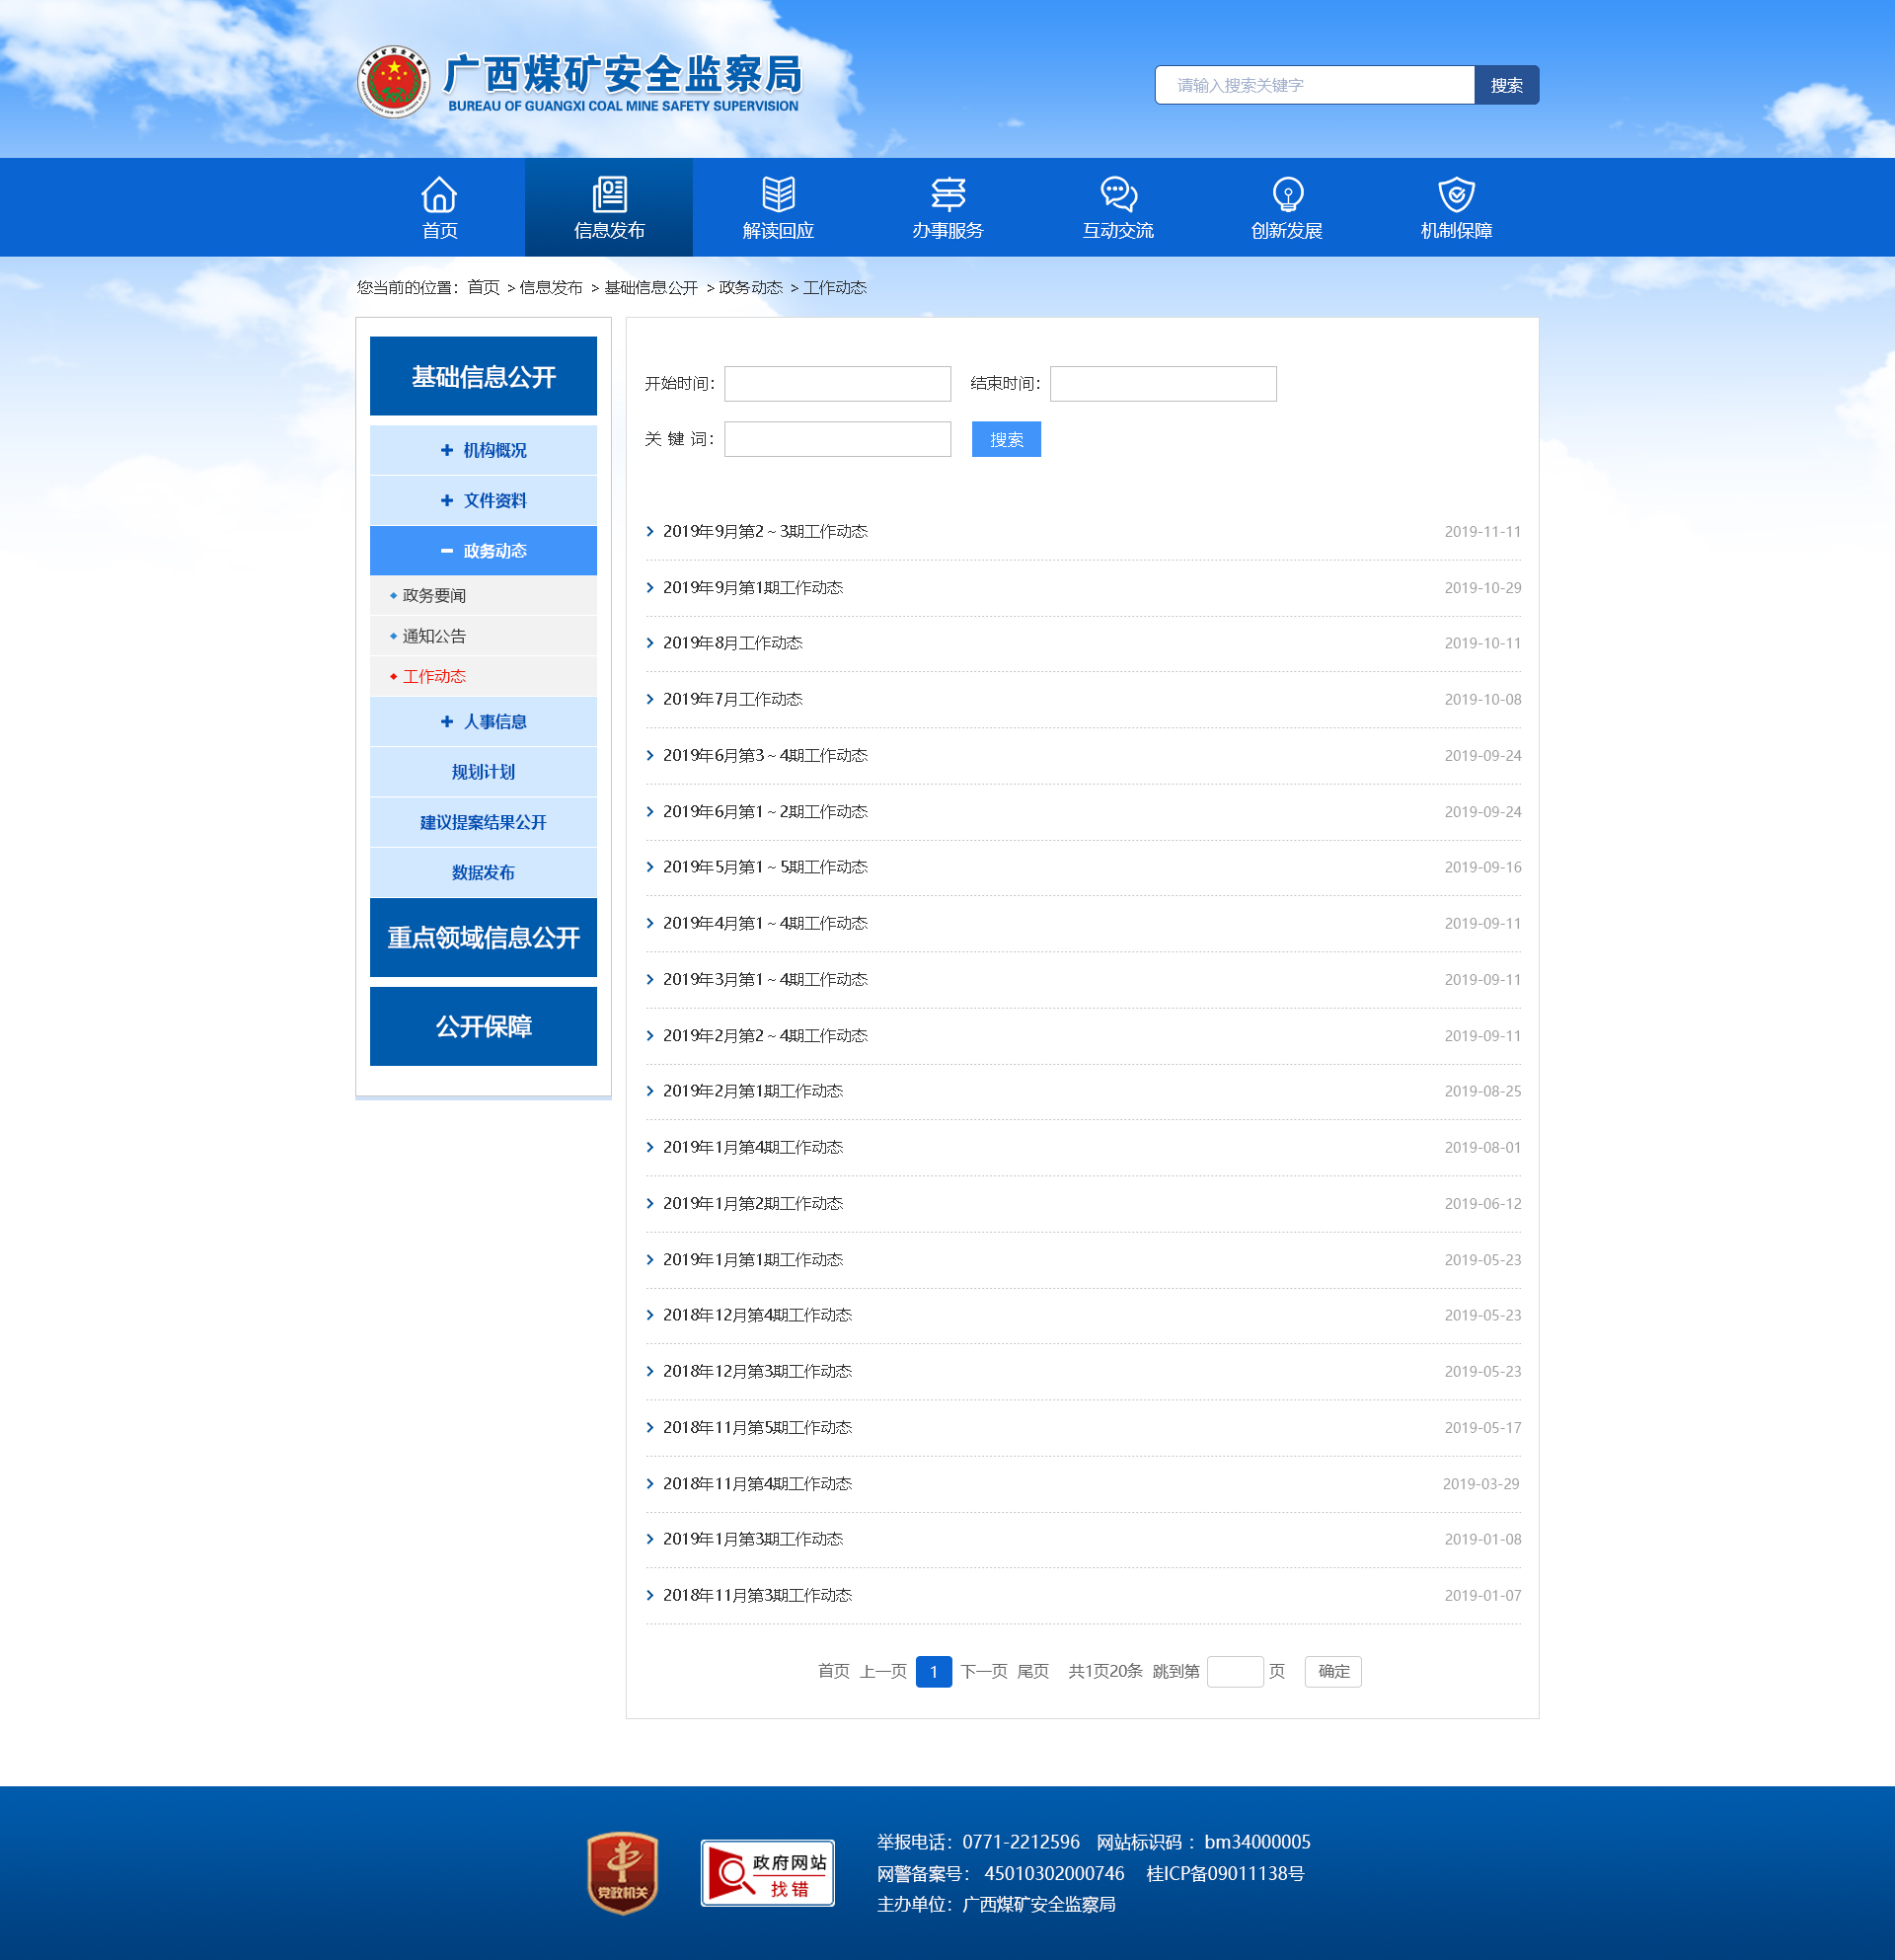 广西煤矿安全监察局
BUREAU OF GUANGXI COAL MINE SAFETY SUPERVISION
请输入搜索关键字 搜索
首页 信息发布 解读回应 办事服务 互动交流 创新发展 机制保障
您当前的位置：首页 > 信息发布 > 基础信息公开 > 政务动态 > 工作动态
基础信息公开
机构概况
文件资料
政务动态
政务要闻
通知公告
工作动态
人事信息
规划计划
建议提案结果公开
数据发布
重点领域信息公开
公开保障
开始时间： 结束时间：
关 键 词： 搜索
2019年9月第2～3期工作动态 2019-11-11
2019年9月第1期工作动态 2019-10-29
2019年8月工作动态 2019-10-11
2019年7月工作动态 2019-10-08
2019年6月第3～4期工作动态 2019-09-24
2019年6月第1～2期工作动态 2019-09-24
2019年5月第1～5期工作动态 2019-09-16
2019年4月第1～4期工作动态 2019-09-11
2019年3月第1～4期工作动态 2019-09-11
2019年2月第2～4期工作动态 2019-09-11
2019年2月第1期工作动态 2019-08-25
2019年1月第4期工作动态 2019-08-01
2019年1月第2期工作动态 2019-06-12
2019年1月第1期工作动态 2019-05-23
2018年12月第4期工作动态 2019-05-23
2018年12月第3期工作动态 2019-05-23
2018年11月第5期工作动态 2019-05-17
2018年11月第4期工作动态 2019-03-29
2019年1月第3期工作动态 2019-01-08
2018年11月第3期工作动态 2019-01-07
首页 上一页 1 下一页 尾页 共1页20条 跳到第 页 确定
党政机关
政府网站
找错
举报电话：0771-2212596 网站标识码 ：bm34000005
网警备案号： 45010302000746 桂ICP备09011138号
主办单位：广西煤矿安全监察局